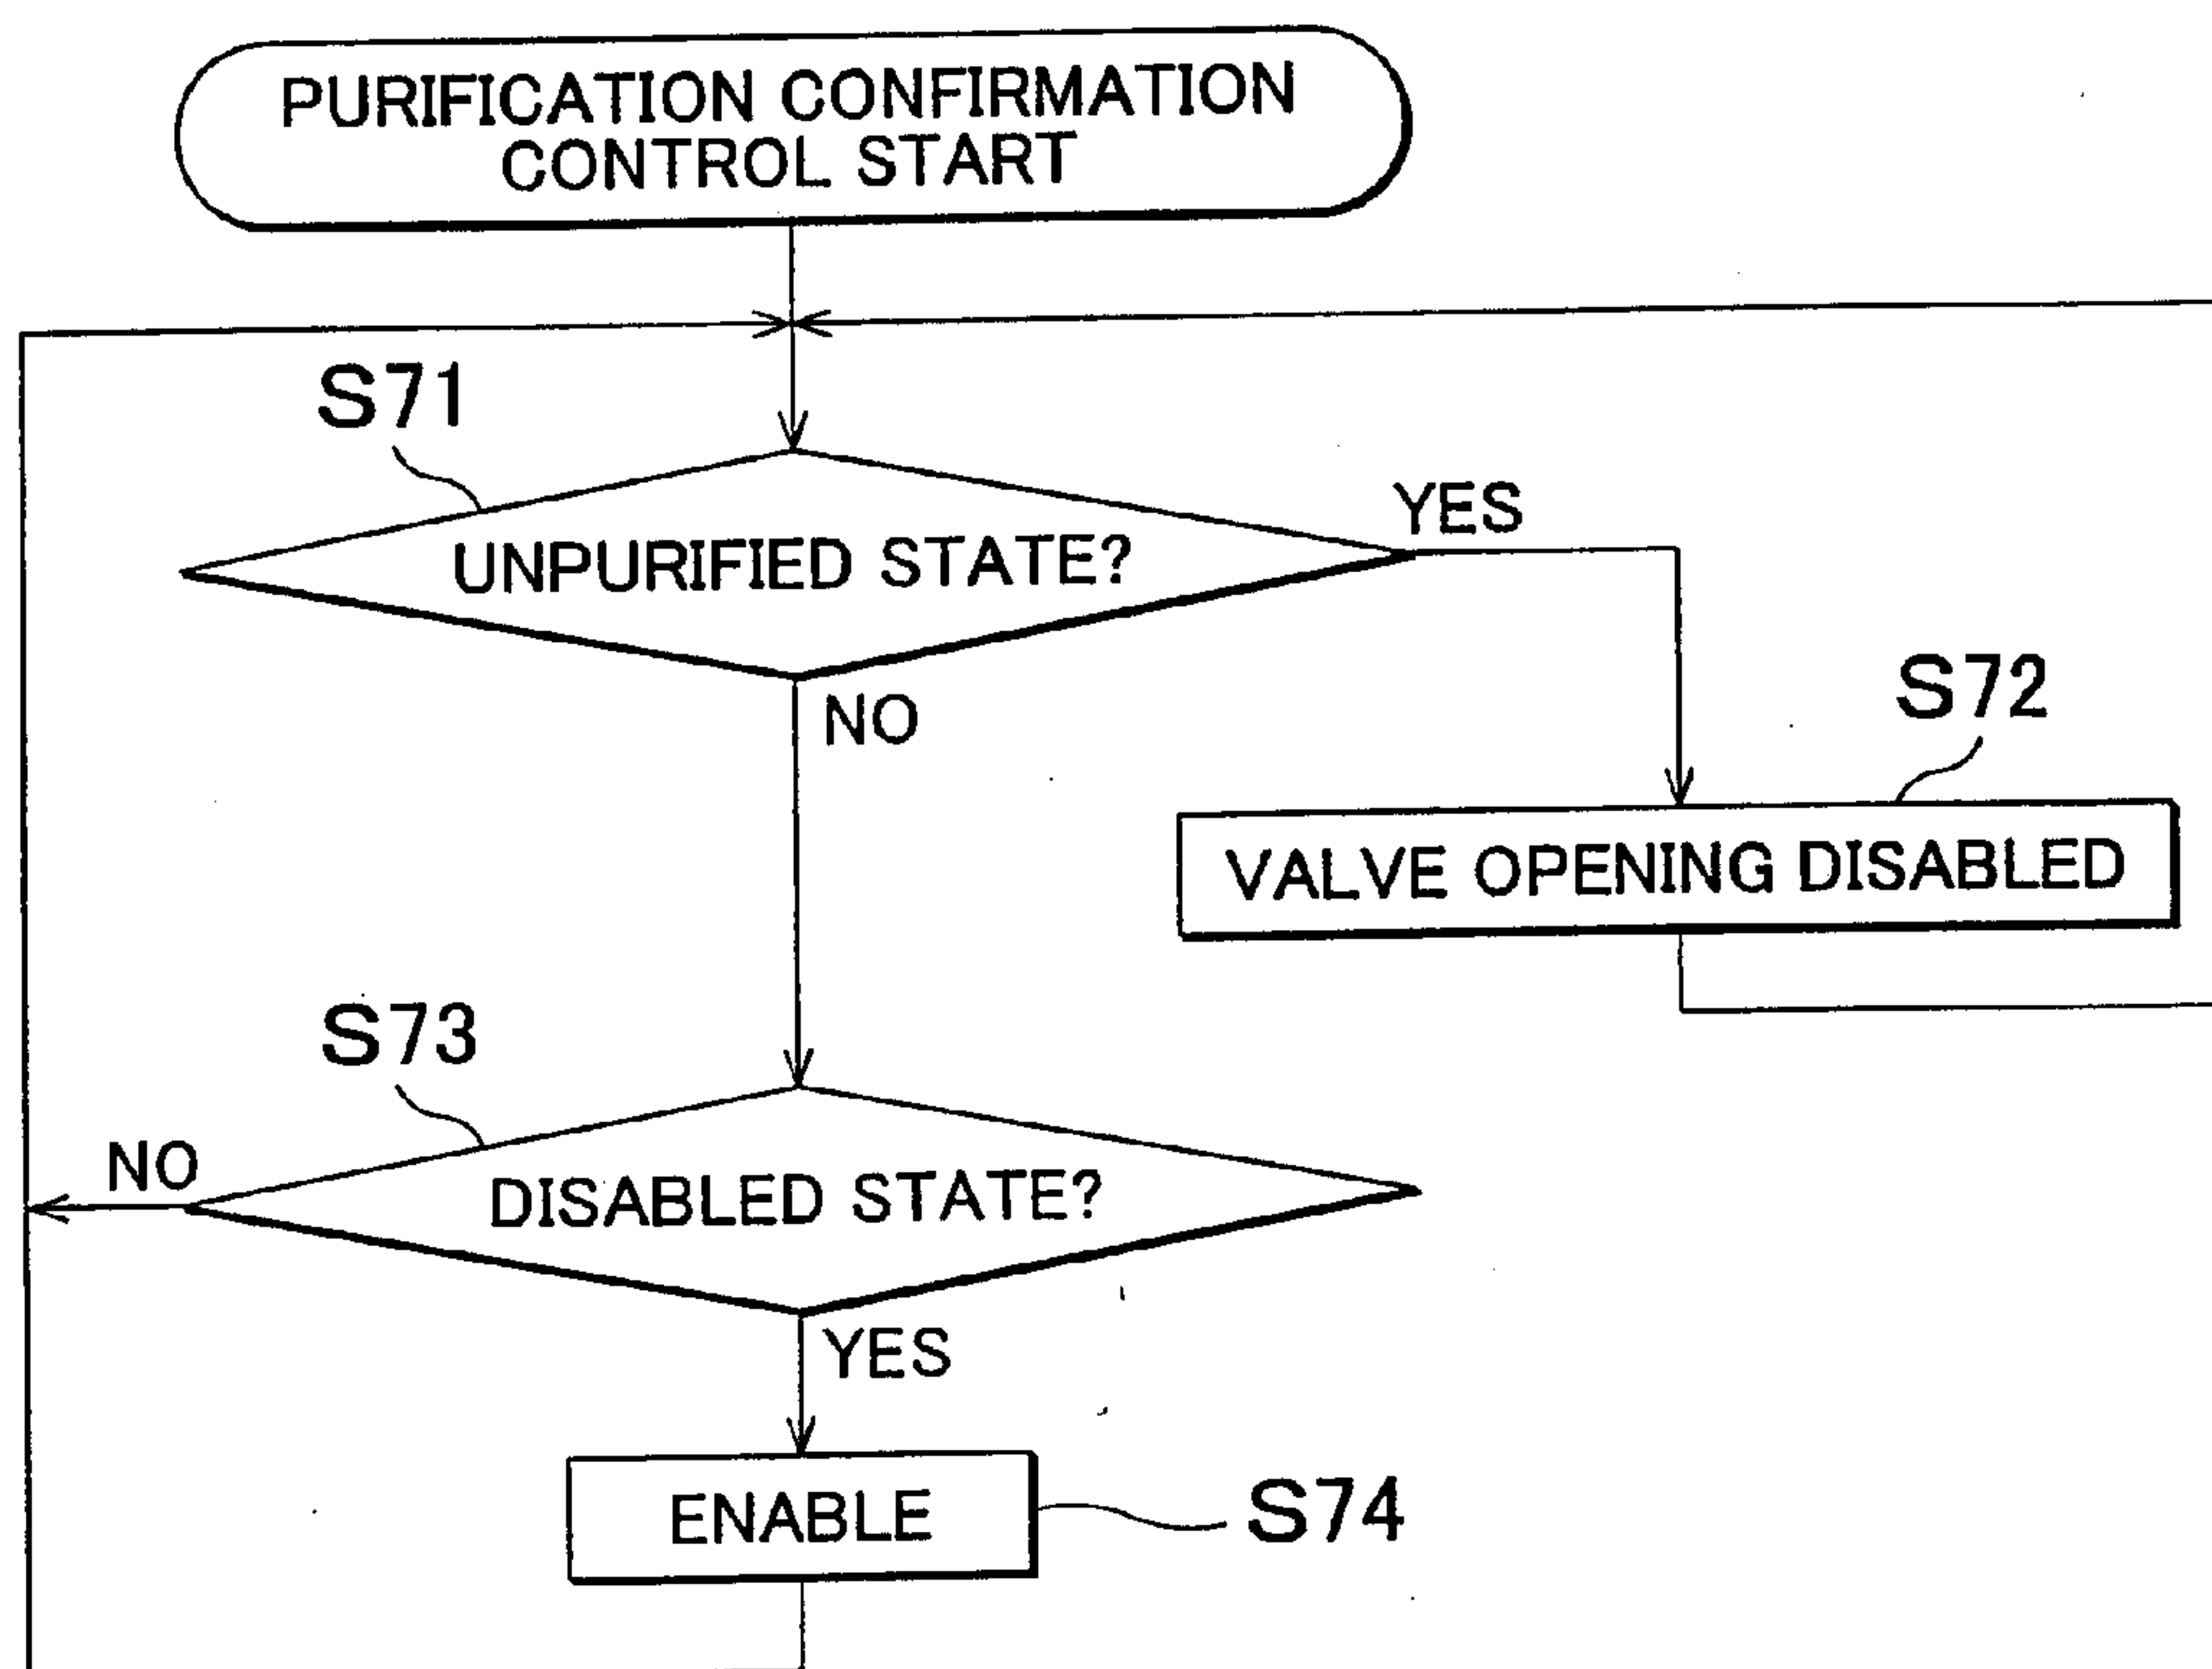 PURIFICATION CONFIRMATION
CONTROL START
S71
UNPURIFIED STATE?
YES
NO
S72
VALVE OPENING DISABLED
S73
DISABLED STATE?
NO
YES
ENABLE
S74